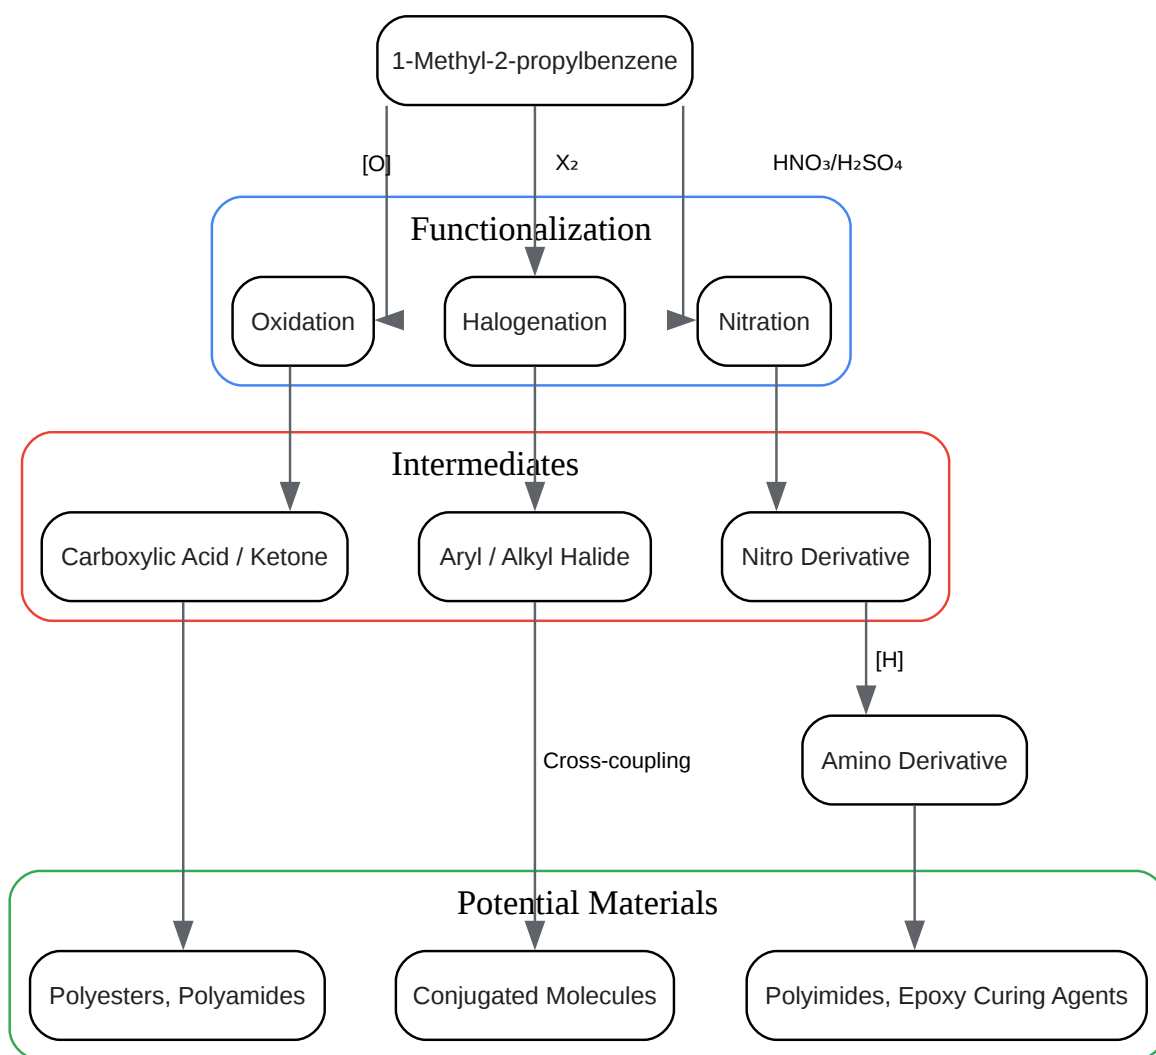 1-Methyl-2-propylbenzene
[O]
X₂
HNO₃/H₂SO₄
Functionalization
Oxidation
Halogenation
Nitration
Intermediates
Carboxylic Acid / Ketone
Aryl / Alkyl Halide
Nitro Derivative
[H]
Cross-coupling
Amino Derivative
Potential Materials
Polyesters, Polyamides
Conjugated Molecules
Polyimides, Epoxy Curing Agents